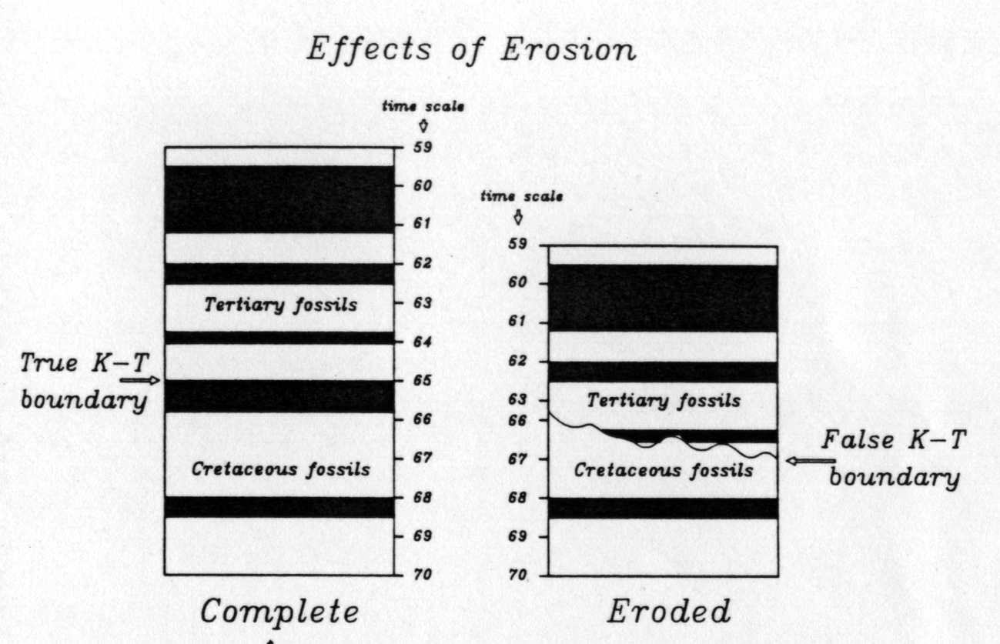 Effects of Erosion
time scale
59
60
61
62
63
64
65
66
67
68
69
70
Tertiary fossils
Cretaceous fossils
True K-T
boundary
Complete
time scale
59
60
61
62
63
66
67
68
69
70
Tertiary fossils
Cretaceous fossils
False K-T
boundary
Eroded